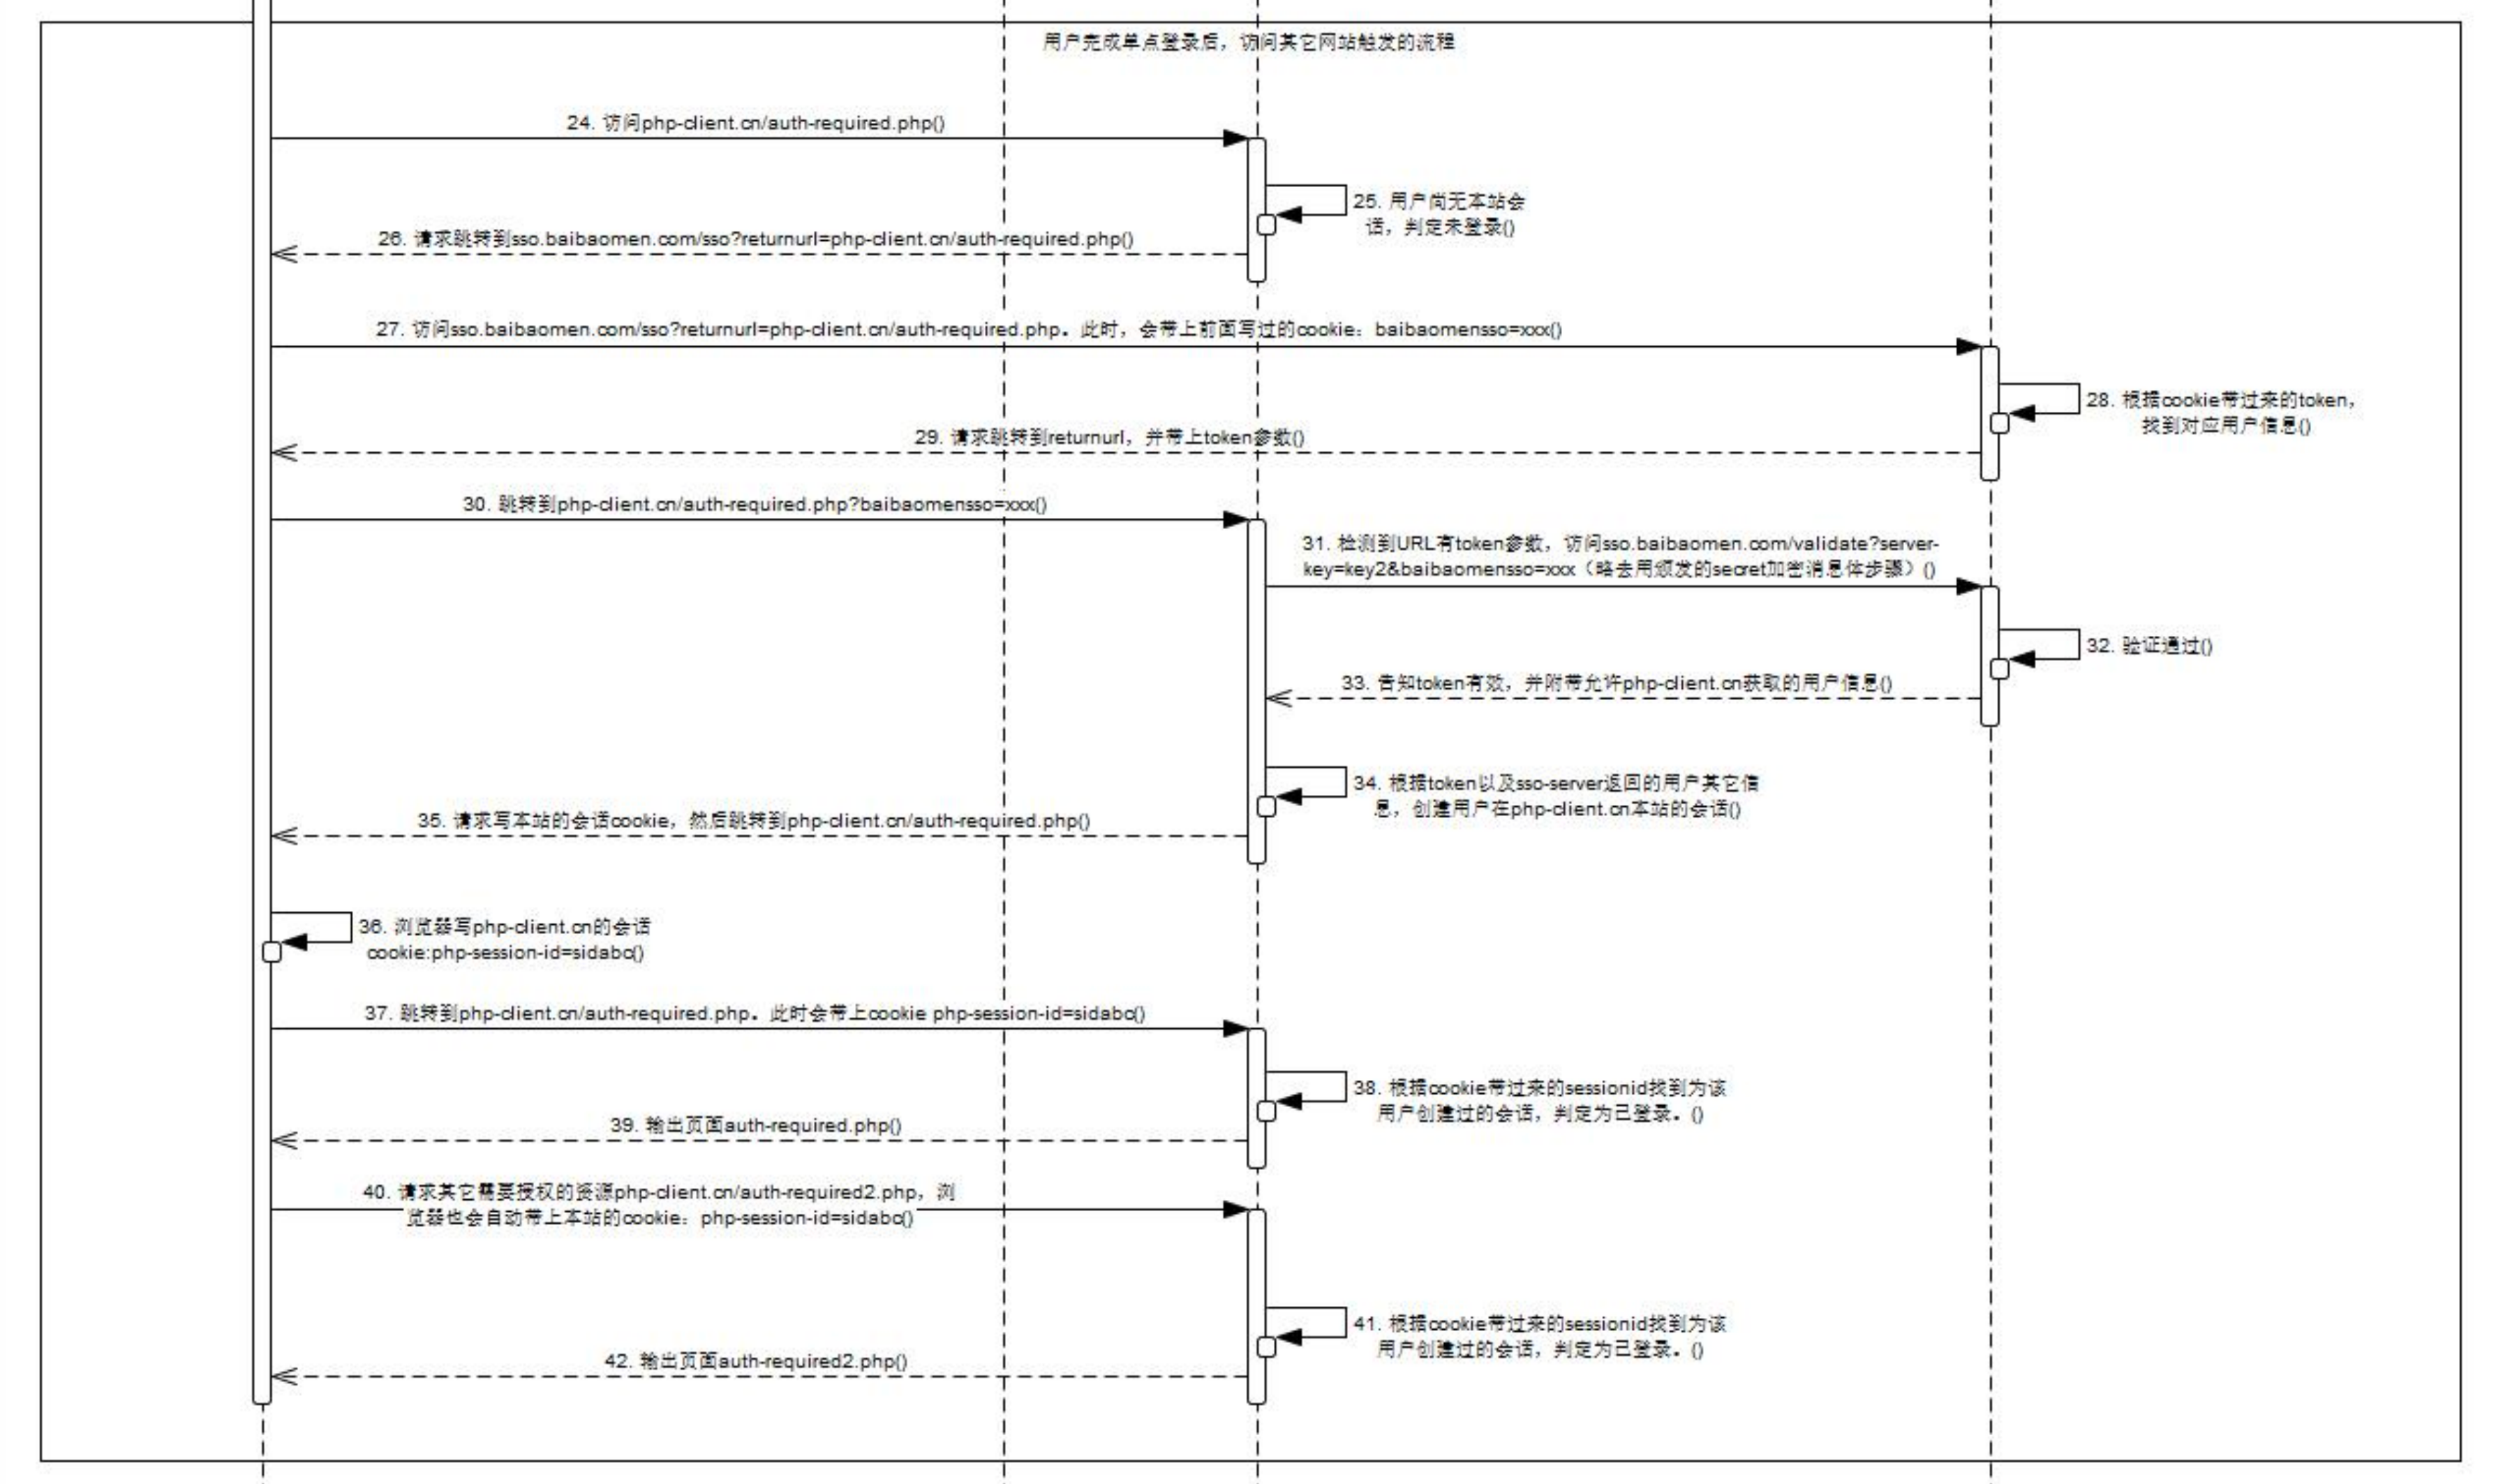 用户完成单点登录后，访问其它网站触发的流程
24. 访问php-client.cn/auth-required.php()
25. 用户尚无本站会
话，判定未登录()
26. 请求跳转到sso.baibaomen.com/sso?returnurl=php-client.cn/auth-required.php()
27. 访问sso.baibaomen.com/sso?returnurl=php-client.cn/auth-required.php。此时，会带上前面写过的cookie：baibaomensso=xxx()
28. 根据cookie带过来的token，
找到对应用户信息()
29. 请求跳转到returnurl，并带上token参数()
30. 跳转到php-client.cn/auth-required.php?baibaomensso=xxx()
31. 检测到URL有token参数，访问sso.baibaomen.com/validate?server-
key=key2&baibaomensso=xxx（略去用颁发的secret加密消息体步骤）()
32. 验证通过()
33. 告知token有效，并附带允许php-client.cn获取的用户信息()
34. 根据token以及sso-server返回的用户其它信
息，创建用户在php-client.cn本站的会话()
35. 请求写本站的会话cookie，然后跳转到php-client.cn/auth-required.php()
36. 浏览器写php-client.cn的会话
cookie:php-session-id=sidabc()
37. 跳转到php-client.cn/auth-required.php。此时会带上cookie php-session-id=sidabc()
38. 根据cookie带过来的sessionid找到为该
用户创建过的会话，判定为已登录。()
39. 输出页面auth-required.php()
40. 请求其它需要授权的资源php-client.cn/auth-required2.php，浏
览器也会自动带上本站的cookie：php-session-id=sidabc()
41. 根据cookie带过来的sessionid找到为该
用户创建过的会话，判定为已登录。()
42. 输出页面auth-required2.php()